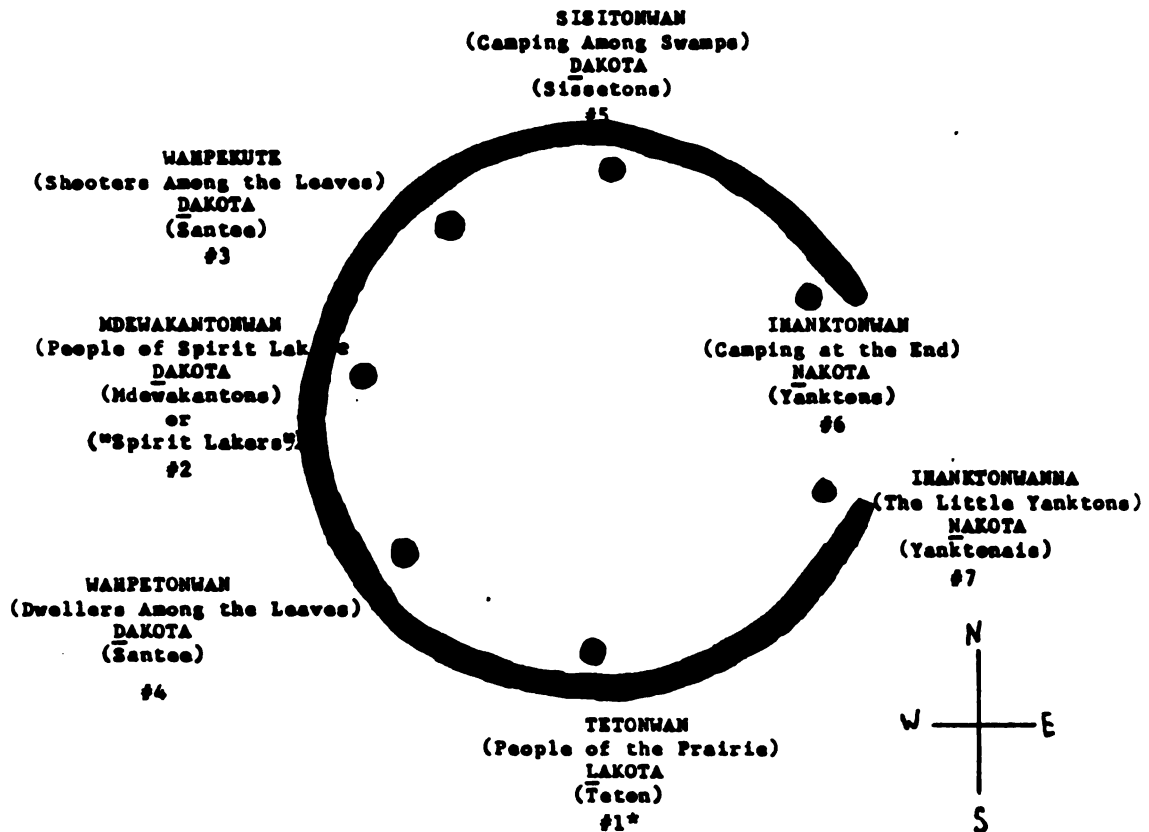 SISITONWAN
(Camping Among Swamps)
DAKOTA
(Sissetons)
#5
WAHPEKUTE
(Shooters Among the Leaves)
DAKOTA
(Santee)
#3
MDEWAKANTONWAN
(People of Spirit Lake
DAKOTA
(Mdewakantons)
or
("Spirit Lakers")
#2
IHANKTONWAN
(Camping at the End)
NAKOTA
(Yanktons)
#6
IHANKTONWANNA
(The Little Yanktons)
NAKOTA
(Yanktonais)
#7
WAHPETONWAN
(Dwellers Among the Leaves)
DAKOTA
(Santee)
#4
TETONWAN
(People of the Prairie)
LAKOTA
(Teton)
#1*
N
W E
S